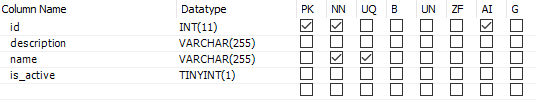 Column Name Datatype PK NN UQ B UN ZF AI G
id INT(11)
description VARCHAR(255)
name VARCHAR(255)
is_active TINYINT(1)